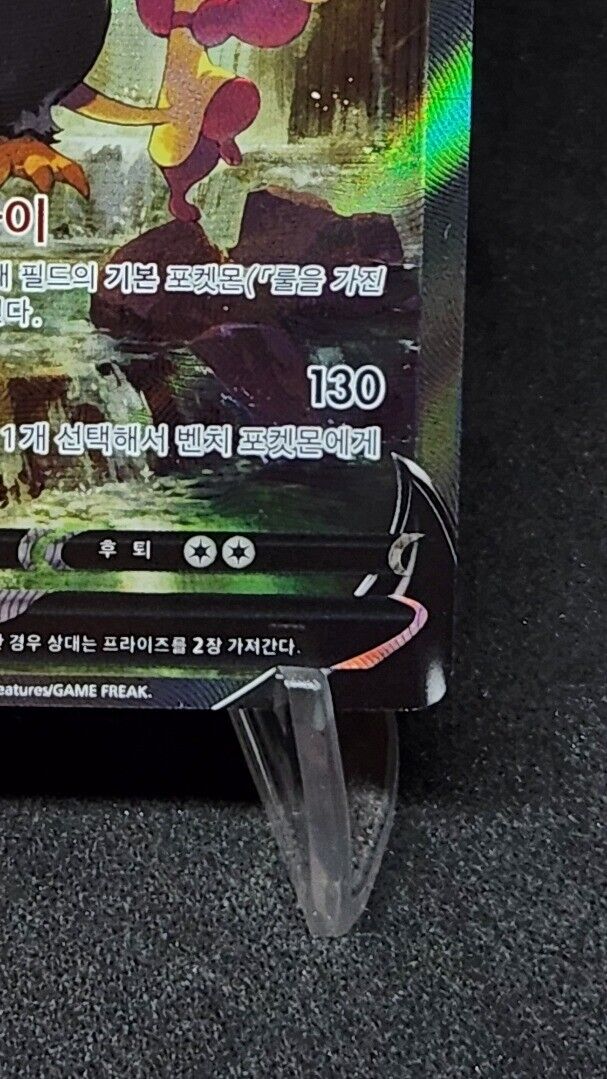 이
필드의 기본 포켓몬(「룰을 가진
다.
130
1개 선택해서 벤치 포켓몬에게
후퇴
경우 상대는 프라이즈를 2장 가져간다.
eatures/GAME FREAK.